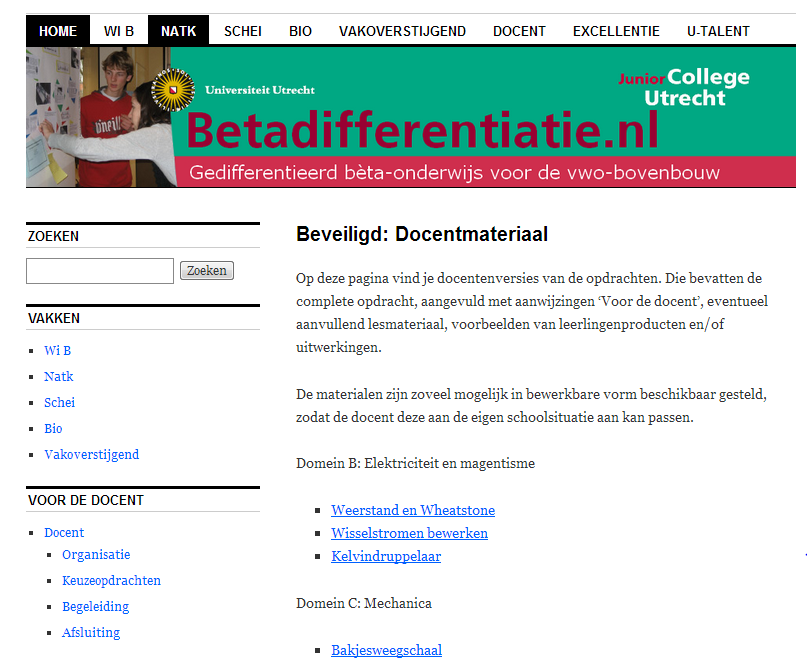 HOME WI B NATK SCHEI BIO VAKOVERSTIJGEND DOCENT EXCELLENTIE U-TALENT
Universiteit Utrecht
Junior College
Utrecht
Betadifferentiatie.nl
Gedifferentieerd bèta-onderwijs voor de vwo-bovenbouw
o'neill
ZOEKEN
Zoeken
VAKKEN
Wi B
Natk
Schei
Bio
Vakoverstijgend
VOOR DE DOCENT
Docent
Organisatie
Keuzeopdrachten
Begeleiding
Afsluiting
Beveiligd: Docentmateriaal
Op deze pagina vind je docentenversies van de opdrachten. Die bevatten de
complete opdracht, aangevuld met aanwijzingen ‘Voor de docent’, eventueel
aanvullend lesmateriaal, voorbeelden van leerlingenproducten en/of
uitwerkingen.
De materialen zijn zoveel mogelijk in bewerkbare vorm beschikbaar gesteld,
zodat de docent deze aan de eigen schoolsituatie aan kan passen.
Domein B: Elektriciteit en magentisme
Weerstand en Wheatstone
Wisselstromen bewerken
Kelvindruppelaar
Domein C: Mechanica
Bakjesweegschaal